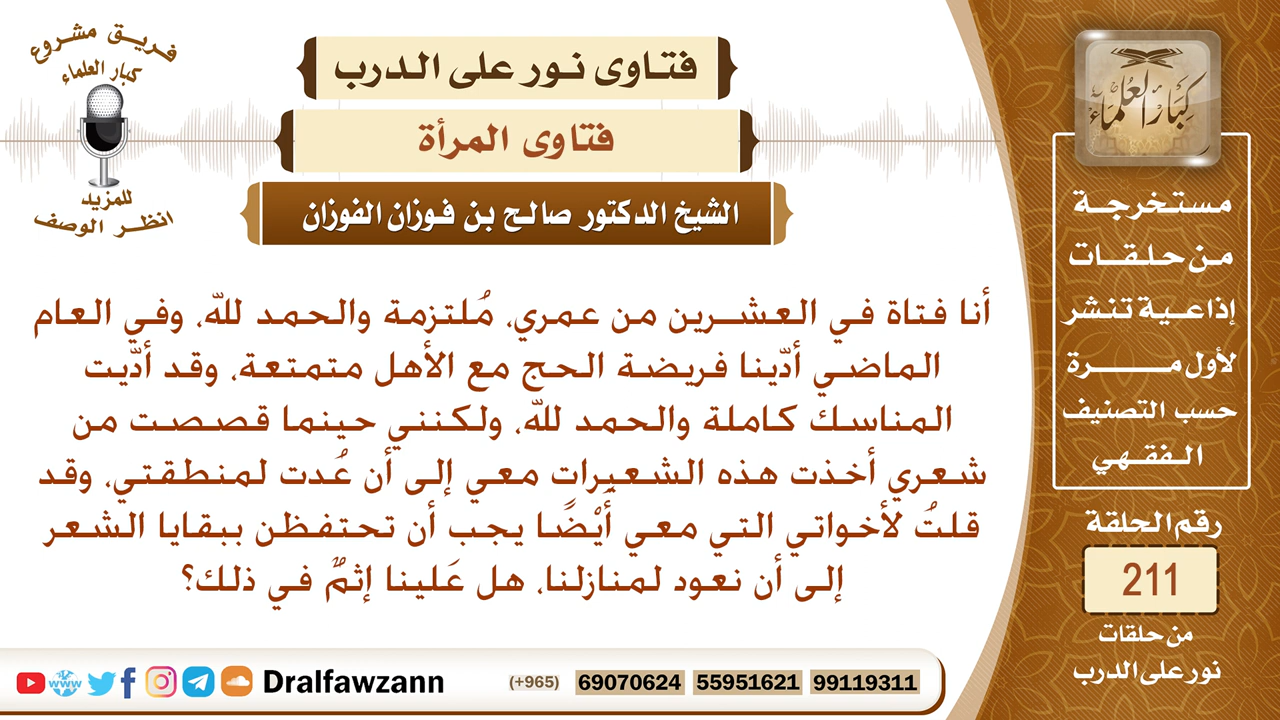 فريق مشروع
كبار العلماء
للمزيد
انظر الوصف
فتاوى نور على الدرب
فتاوى المرأة
الشيخ الدكتور صالح بن فوزان الفوزان
أنا فتاة في العشرين من عمري، مُلتزمة والحمد لله، وفي العام
الماضي أدّينا فريضة الحج مع الأهل متمتعة، وقد أدّيت
المناسك كاملة والحمد لله، ولكنني حينما قصصت من
شعري أخذت هذه الشعيراتِ معي إلى أن عُدت لمنطقتي، وقد
قلتُ لأخواتي التي معي أيْضًا يجب أن تحتفظن ببقايا الشعر
إلى أن نعود لمنازلنا، هل عَلينا إثمٌ في ذلك؟
كبار العلماء
مستخرجة
من حلقات
إذاعية تنشر
لأول مرة
حسب التصنيف
الفقهي
رقم الحلقة
211
من حلقات
نور على الدرب
www
Dralfawzann
(+965) 69070624 55951621 99119311